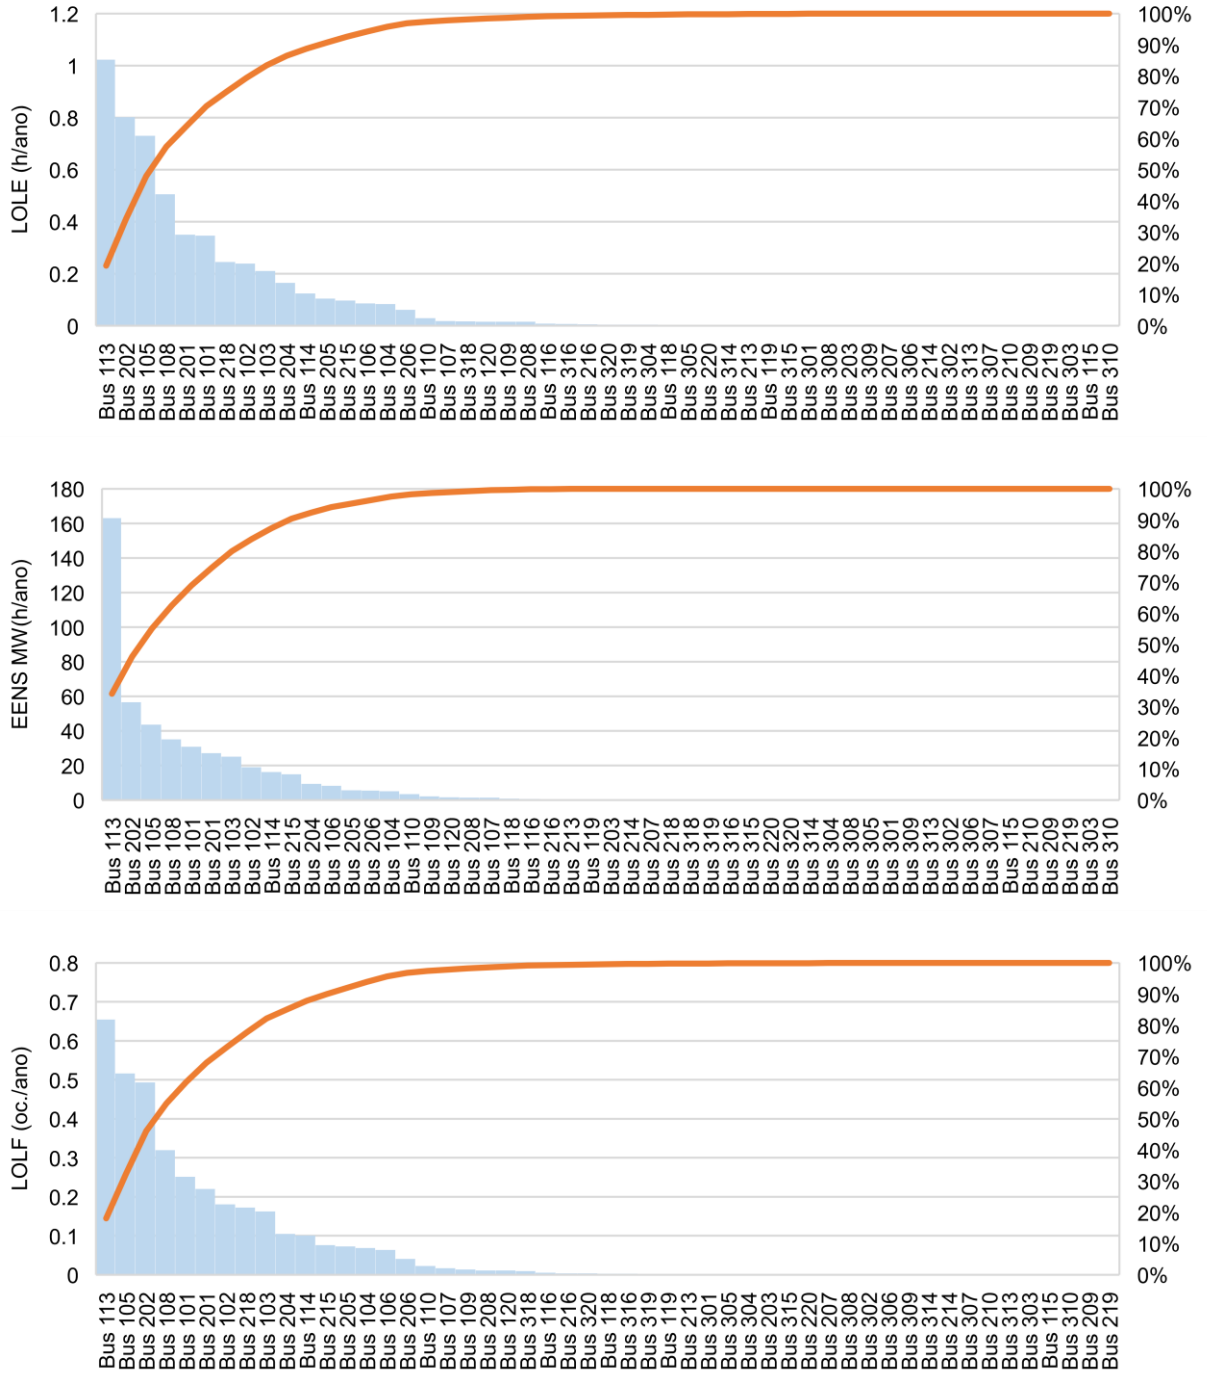 1.2
1
0.8
0.6
0.4
0.2
0
LOLE (h/ano)
100%
90%
80%
70%
60%
50%
40%
30%
20%
10%
0%
Bus 113
Bus 202
Bus 105
Bus 108
Bus 201
Bus 101
Bus 218
Bus 102
Bus 103
Bus 204
Bus 114
Bus 205
Bus 215
Bus 106
Bus 104
Bus 206
Bus 110
Bus 107
Bus 318
Bus 120
Bus 109
Bus 208
Bus 116
Bus 316
Bus 216
Bus 320
Bus 319
Bus 304
Bus 118
Bus 305
Bus 220
Bus 314
Bus 213
Bus 119
Bus 315
Bus 301
Bus 308
Bus 203
Bus 309
Bus 207
Bus 306
Bus 214
Bus 302
Bus 313
Bus 307
Bus 210
Bus 209
Bus 219
Bus 303
Bus 115
Bus 310
180
160
140
120
100
80
60
40
20
0
EENS MW(h/ano)
100%
90%
80%
70%
60%
50%
40%
30%
20%
10%
0%
Bus 113
Bus 202
Bus 105
Bus 108
Bus 101
Bus 201
Bus 103
Bus 102
Bus 114
Bus 215
Bus 204
Bus 106
Bus 205
Bus 206
Bus 104
Bus 110
Bus 109
Bus 120
Bus 208
Bus 107
Bus 118
Bus 116
Bus 216
Bus 213
Bus 119
Bus 203
Bus 214
Bus 207
Bus 218
Bus 318
Bus 319
Bus 316
Bus 315
Bus 220
Bus 320
Bus 304
Bus 308
Bus 305
Bus 301
Bus 309
Bus 313
Bus 302
Bus 306
Bus 307
Bus 115
Bus 210
Bus 209
Bus 219
Bus 303
Bus 310
0.8
0.7
0.6
0.5
0.4
0.3
0.2
0.1
0
LOLF (oc./ano)
100%
90%
80%
70%
60%
50%
40%
30%
20%
10%
0%
Bus 113
Bus 105
Bus 202
Bus 108
Bus 101
Bus 201
Bus 102
Bus 218
Bus 103
Bus 204
Bus 114
Bus 215
Bus 205
Bus 104
Bus 106
Bus 206
Bus 110
Bus 107
Bus 109
Bus 208
Bus 120
Bus 318
Bus 116
Bus 216
Bus 320
Bus 118
Bus 316
Bus 319
Bus 119
Bus 213
Bus 301
Bus 305
Bus 304
Bus 203
Bus 315
Bus 220
Bus 207
Bus 308
Bus 302
Bus 306
Bus 309
Bus 314
Bus 214
Bus 307
Bus 210
Bus 313
Bus 303
Bus 115
Bus 310
Bus 209
Bus 219